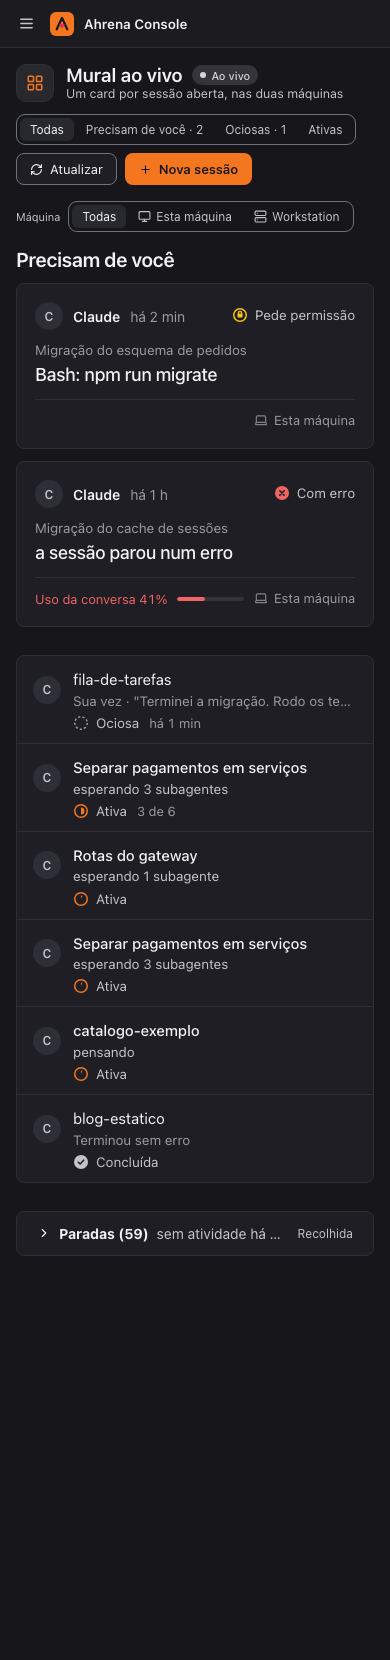 Ahrena Console
Mural ao vivo
Ao vivo
Um card por sessão aberta, nas duas máquinas
Todas
Precisam de você · 2
Ociosas · 1
Ativas
Atualizar
Nova sessão
Máquina
Todas
Esta máquina
Workstation
Precisam de você
C
Claude há 2 min
Pede permissão
Migração do esquema de pedidos
Bash: npm run migrate
Esta máquina
C
Claude há 1 h
Com erro
Migração do cache de sessões
a sessão parou num erro
Uso da conversa 41%
Esta máquina
C
fila-de-tarefas
Sua vez · "Terminei a migração. Rodo os te...
Ociosa há 1 min
C
Separar pagamentos em serviços
esperando 3 subagentes
Ativa 3 de 6
C
Rotas do gateway
esperando 1 subagente
Ativa
C
Separar pagamentos em serviços
esperando 3 subagentes
Ativa
C
catalogo-exemplo
pensando
Ativa
C
blog-estatico
Terminou sem erro
Concluída
Paradas (59) sem atividade há ...
Recolhida